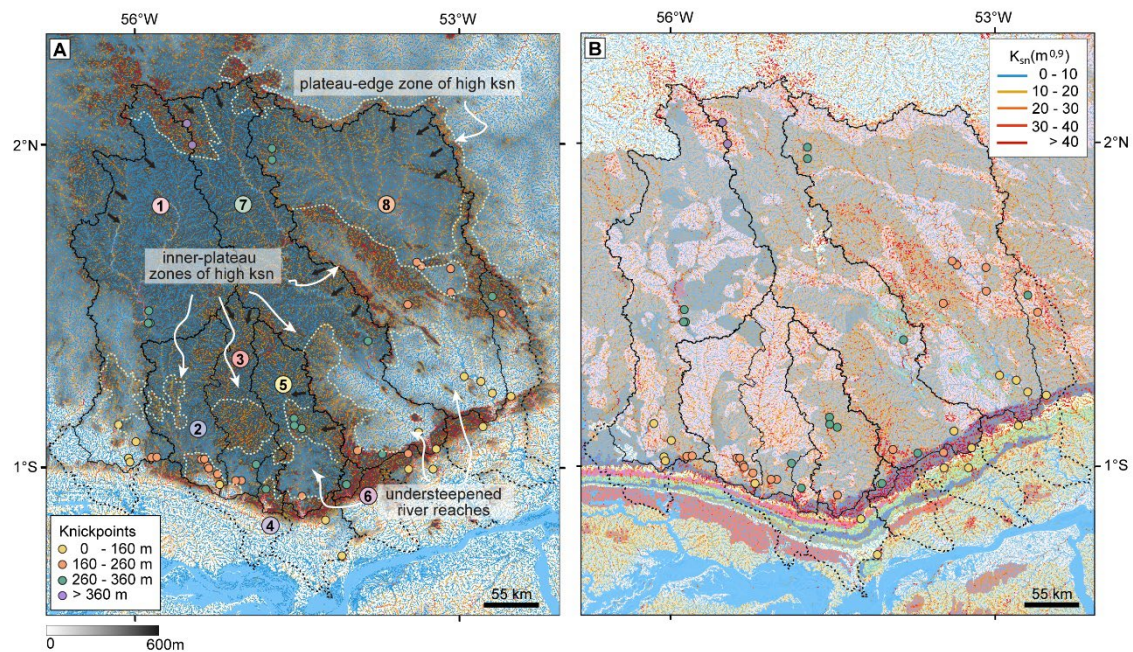 56°W
53°W
A
plateau-edge zone of high ksn
2°N
1
7
8
inner-plateau
zones of high ksn
3
5
2
1°S
6
understeepened
river reaches
4
Knickpoints
0 - 160 m
160 - 260 m
260 - 360 m
> 360 m
55 km
0
600m
56°W
53°W
B
Ksn(m0,9)
0 - 10
10 - 20
20 - 30
30 - 40
> 40
2°N
1°S
55 km